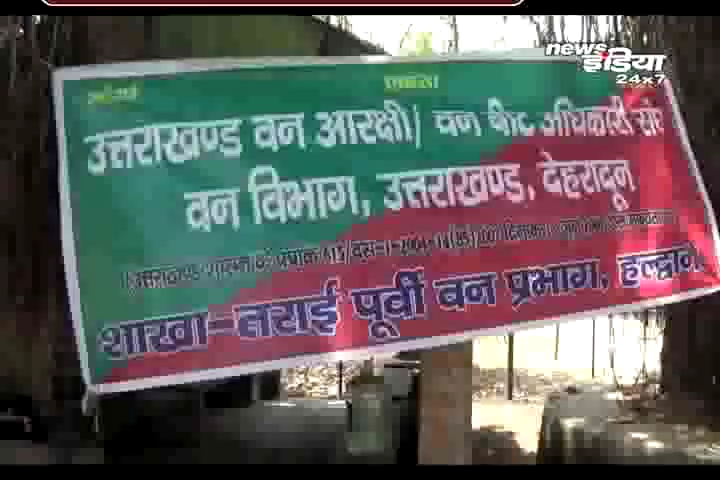 news
इंडिया
24x7
उत्तराखण्ड वन आरक्षी/ वन बीट अधिकारी संघ
वन विभाग, उत्तराखण्ड, देहरादून
शाखा-तराई पूर्वी वन प्रभाग, हल्द्वानी